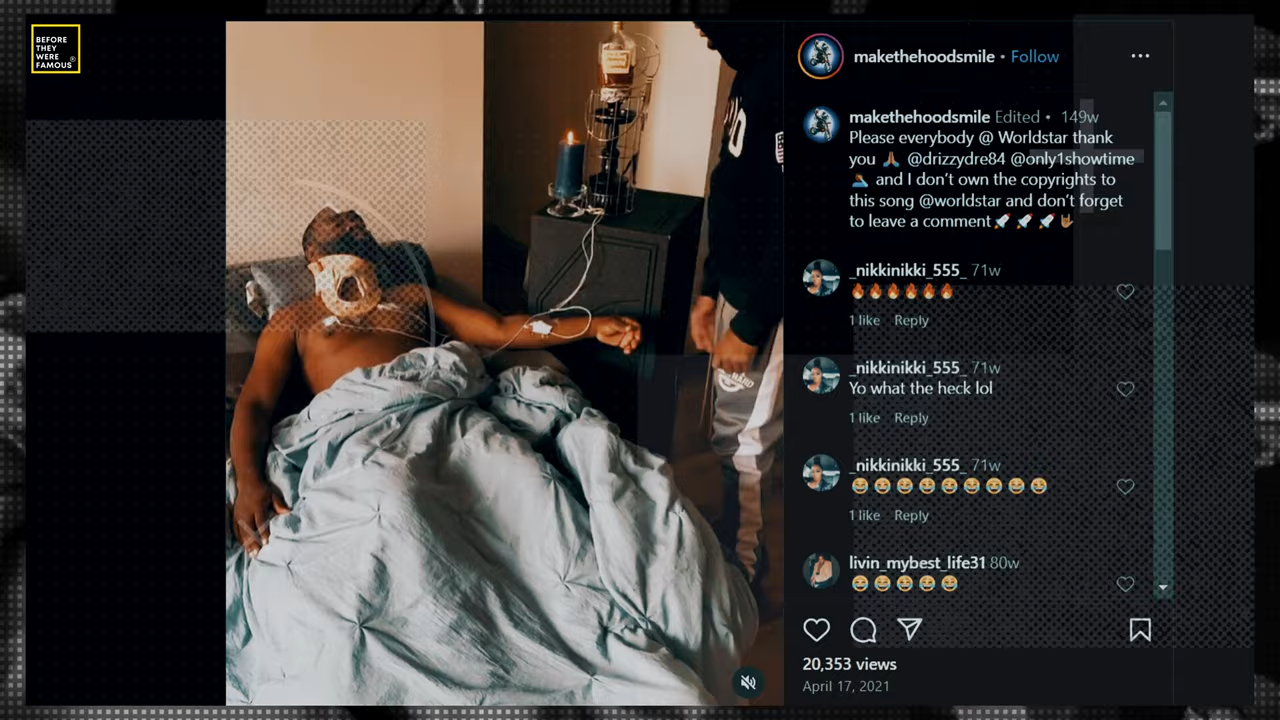 BEFORE
THEY
WERE
FAMOUS®
makethehoodsmile • Follow
makethehoodsmile Edited • 149w
Please everybody @ Worldstar thank
you 🙏🏾 @drizzydre84 @only1showtime
🤦🏾‍♂️ and I don't own the copyrights to
this song @worldstar and don't forget
to leave a comment🚀🚀🚀🤟🏾
_nikkinikki_555_ 71w
🔥🔥🔥🔥🔥🔥
1 like Reply
_nikkinikki_555_ 71w
Yo what the heck lol
1 like Reply
_nikkinikki_555_ 71w
😂😂😂😂😂😂😂😂😂
1 like Reply
livin_mybest_life31 80w
😂😂😂😂😂
20,353 views
April 17, 2021